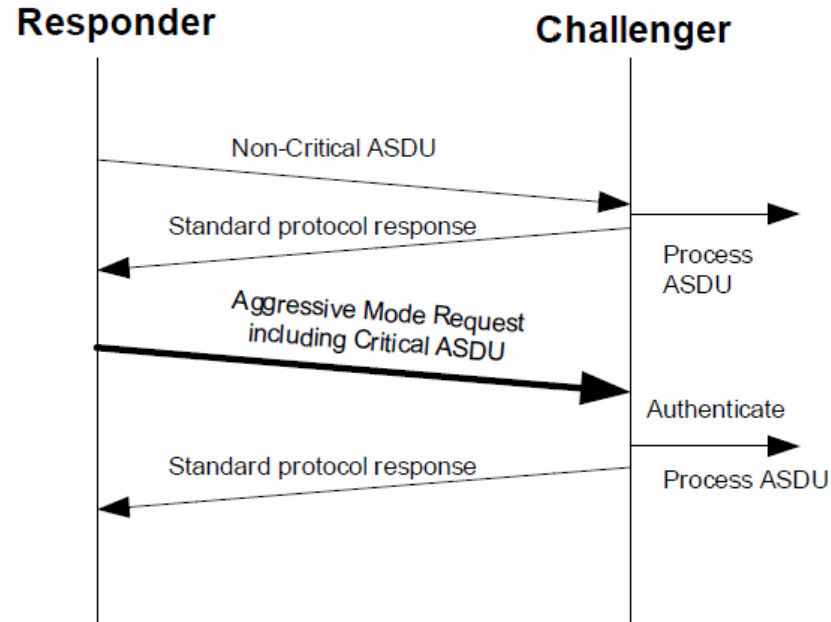 Responder
Challenger
Non-Critical ASDU
Standard protocol response
Process
ASDU
Aggressive Mode Request
including Critical ASDU
Authenticate
Standard protocol response
Process ASDU